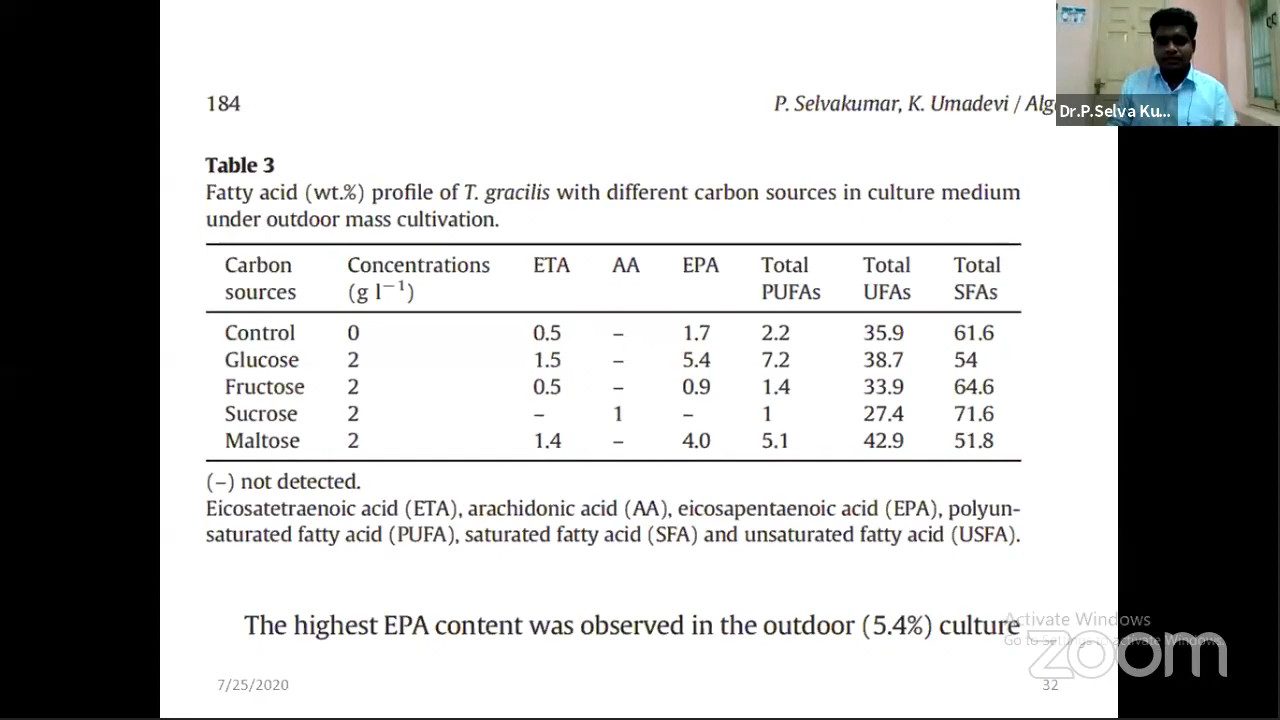 184
P. Selvakumar, K. Umadevi / Alg
Dr.P.Selva Ku...
Table 3
Fatty acid (wt.%) profile of T. gracilis with different carbon sources in culture medium
under outdoor mass cultivation.
Carbon sources Concentrations (g l⁻¹) ETA AA EPA Total PUFAs Total UFAs Total SFAs
Control 0 0.5 – 1.7 2.2 35.9 61.6
Glucose 2 1.5 – 5.4 7.2 38.7 54
Fructose 2 0.5 – 0.9 1.4 33.9 64.6
Sucrose 2 – 1 – 1 27.4 71.6
Maltose 2 1.4 – 4.0 5.1 42.9 51.8
(–) not detected.
Eicosatetraenoic acid (ETA), arachidonic acid (AA), eicosapentaenoic acid (EPA), polyun-
saturated fatty acid (PUFA), saturated fatty acid (SFA) and unsaturated fatty acid (USFA).
The highest EPA content was observed in the outdoor (5.4%) culture
Activate Windows
Go to Settings to activate Windows.
zoom
7/25/2020
32